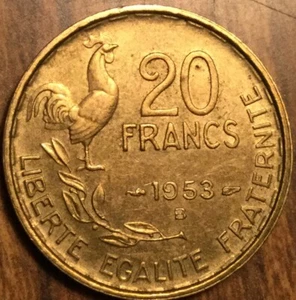 20
FRANCS
1953
B
LIBERTE EGALITE FRATERNITE